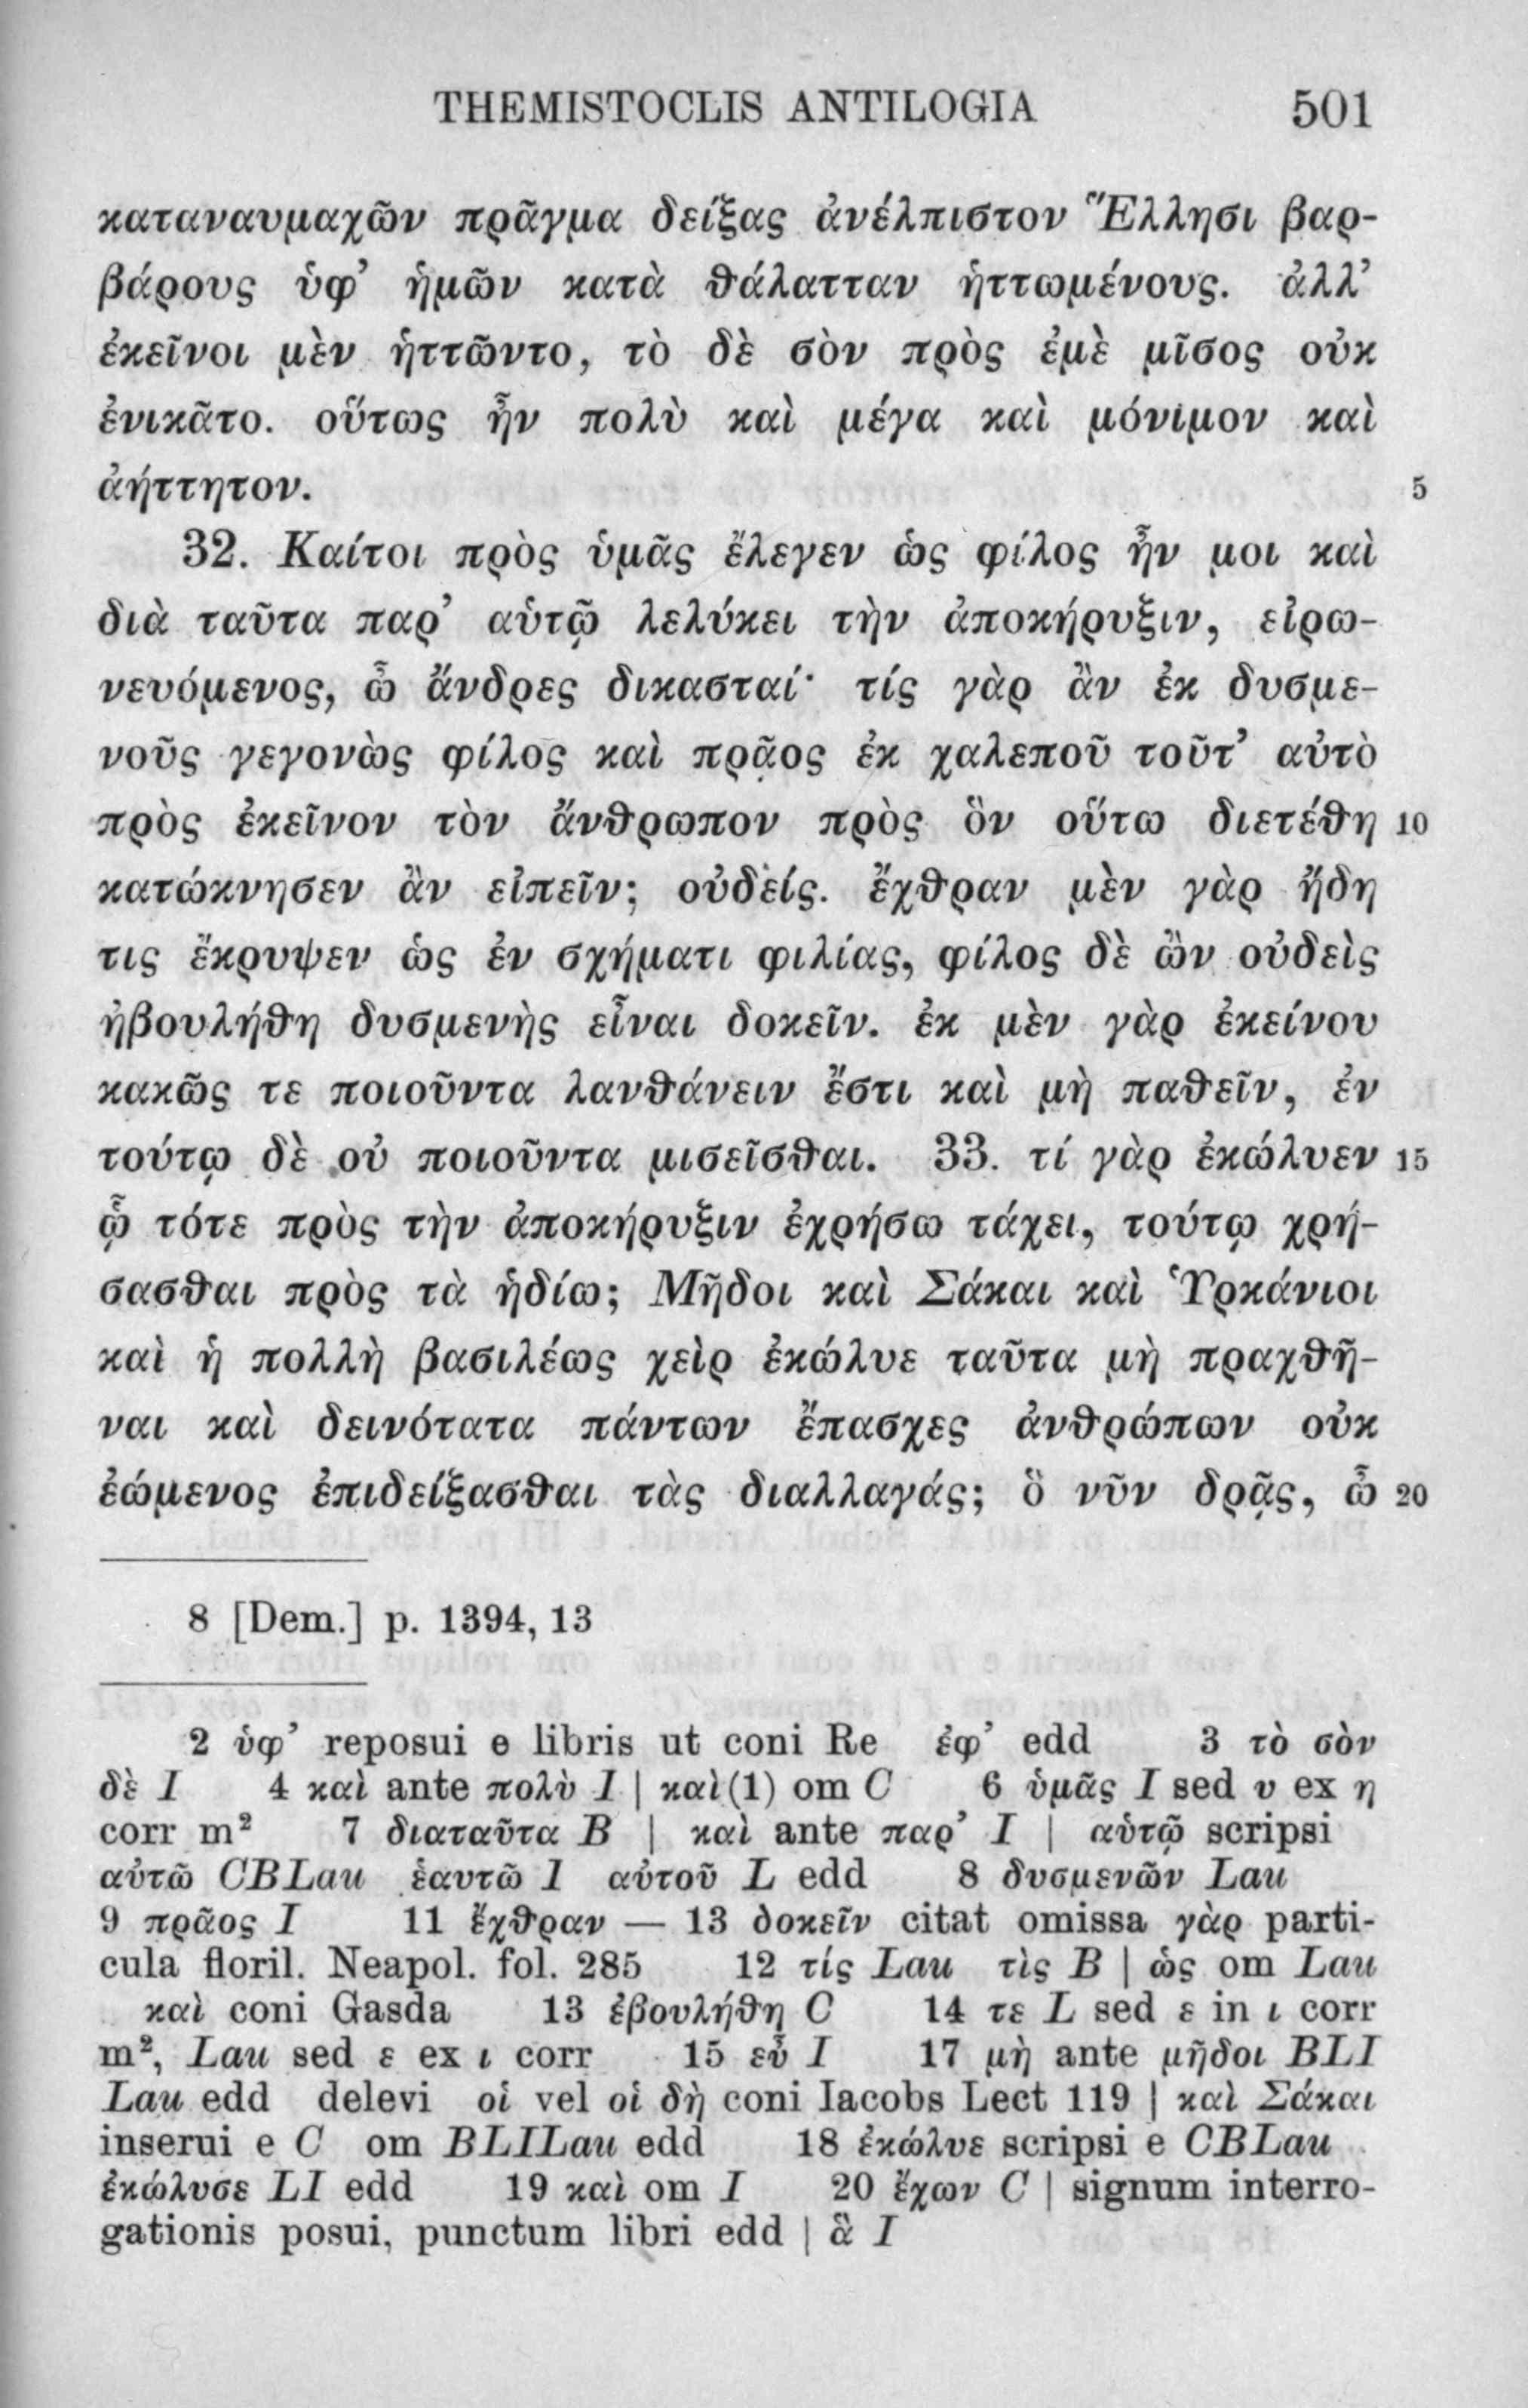 THEMISTOCLIS ANTILOGIA 501
καταναυμαχῶν πρᾶγμα δείξας ἀνέλπιστον Ἕλλησι βαρ-
βάρους ὑφ’ ἡμῶν κατὰ θάλατταν ἡττωμένους. ἀλλ’
ἐκεῖνοι μὲν ἡττῶντο, τὸ δὲ σὸν πρὸς ἐμὲ μῖσος οὐκ
ἐνικᾶτο. οὕτως ἦν πολὺ καὶ μέγα καὶ μόνιμον καὶ
ἀήττητον. 5
32. Καίτοι πρὸς ὑμᾶς ἔλεγεν ὡς φίλος ἦν μοι καὶ
διὰ ταῦτα παρ’ αὑτῷ λελύκει τὴν ἀποκήρυξιν, εἰρω-
νευόμενος, ὦ ἄνδρες δικασταί· τίς γὰρ ἂν ἐκ δυσμε-
νοῦς γεγονὼς φίλος καὶ πρᾷος ἐκ χαλεποῦ τοῦτ’ αὐτὸ
πρὸς ἐκεῖνον τὸν ἄνθρωπον πρὸς ὃν οὕτω διετέθη 10
κατώκνησεν ἂν εἰπεῖν; οὐδείς. ἔχθραν μὲν γὰρ ἤδη
τις ἔκρυψεν ὡς ἐν σχήματι φιλίας, φίλος δὲ ὢν οὐδεὶς
ἠβουλήθη δυσμενὴς εἶναι δοκεῖν. ἐκ μὲν γὰρ ἐκείνου
κακῶς τε ποιοῦντα λανθάνειν ἔστι καὶ μὴ παθεῖν, ἐν
τούτῳ δὲ οὐ ποιοῦντα μισεῖσθαι. 33. τί γὰρ ἐκώλυεν 15
ᾧ τότε πρὸς τὴν ἀποκήρυξιν ἐχρήσω τάχει, τούτῳ χρή-
σασθαι πρὸς τὰ ἡδίω; Μῆδοι καὶ Σάκαι καὶ Ὑρκάνιοι
καὶ ἡ πολλὴ βασιλέως χεὶρ ἐκώλυε ταῦτα μὴ πραχθῆ-
ναι καὶ δεινότατα πάντων ἔπασχες ἀνθρώπων οὐκ
ἐώμενος ἐπιδείξασθαι τὰς διαλλαγάς; ὃ νῦν δρᾷς, ὦ 20
8 [Dem.] p. 1394, 13
2 ὑφ’ reposui e libris ut coni Re ἐφ’ edd 3 τὸ σὸν
δὲ I 4 καὶ ante πολὺ I | καὶ(1) om C 6 ὑμᾶς I sed υ ex η
corr m² 7 διαταῦτα B | καὶ ante παρ’ I | αὑτῷ scripsi
αὐτῶ CBLau ἑαυτῶ I αὐτοῦ L edd 8 δυσμενῶν Lau
9 πρᾶος I 11 ἔχθραν — 13 δοκεῖν citat omissa γὰρ parti-
cula floril. Neapol. fol. 285 12 τίς Lau τὶς B | ὡς om Lau
καὶ coni Gasda 13 ἐβουλήθη C 14 τε L sed ε in ι corr
m², Lau sed ε ex ι corr 15 εὖ I 17 μὴ ante μῆδοι BLI
Lau edd delevi οἱ vel οἱ δὴ coni Iacobs Lect 119 | καὶ Σάκαι
inserui e C om BLILau edd 18 ἐκώλυε scripsi e CBLau
ἐκώλυσε LI edd 19 καὶ om I 20 ἔχων C | signum interro-
gationis posui, punctum libri edd | ἃ I